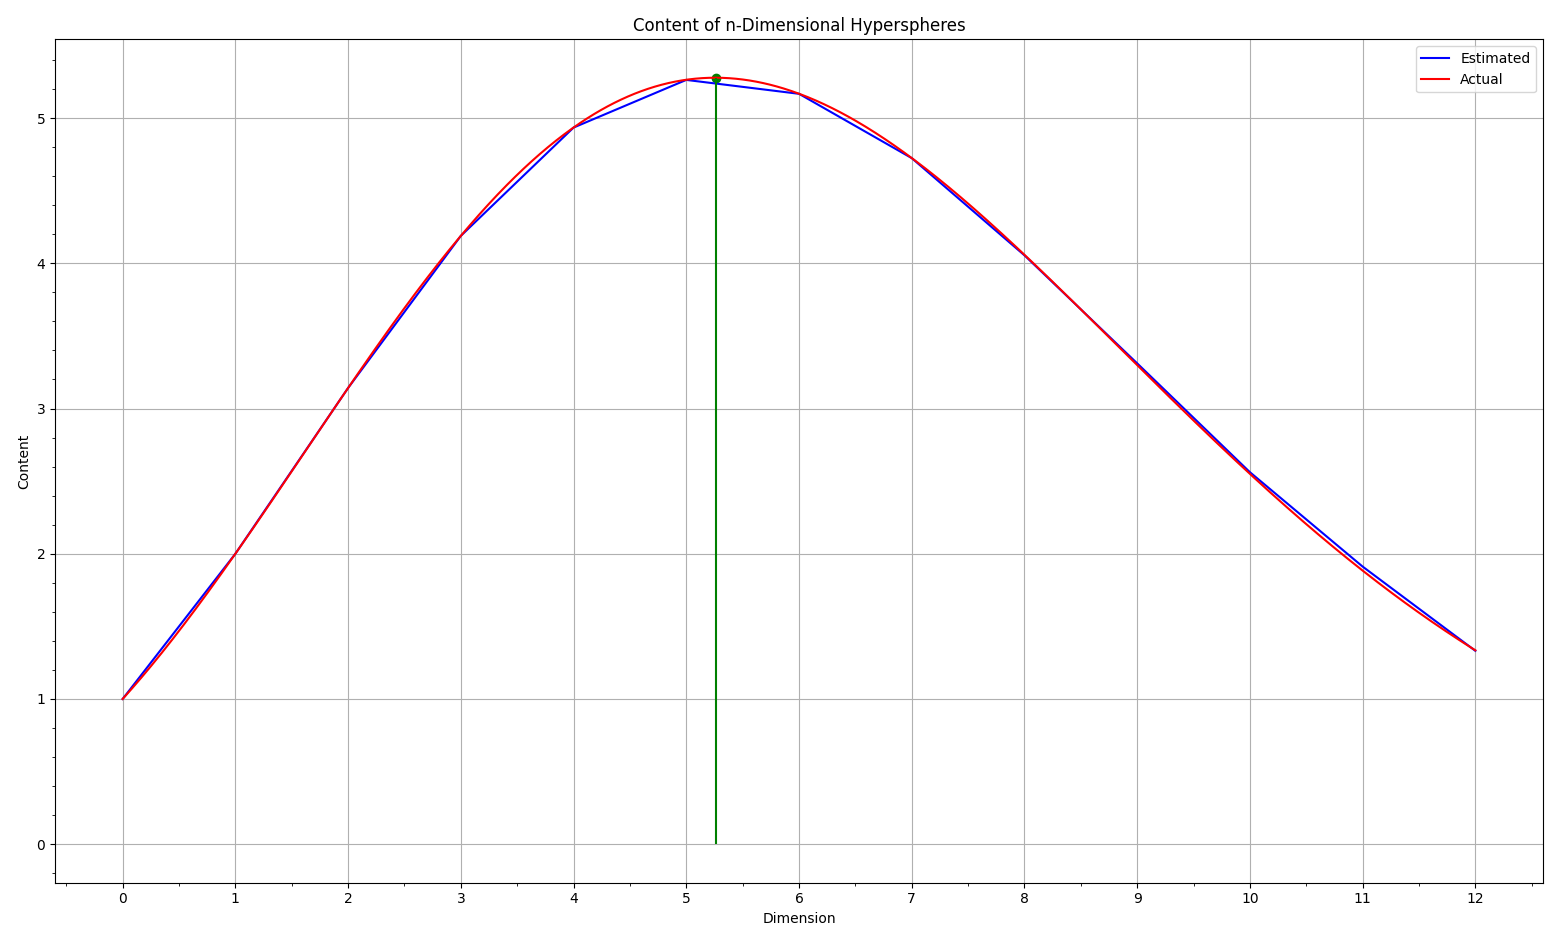 Content of n-Dimensional Hyperspheres
Estimated
Actual
5
4
3
2
1
0
Content
0 1 2 3 4 5 6 7 8 9 10 11 12
Dimension